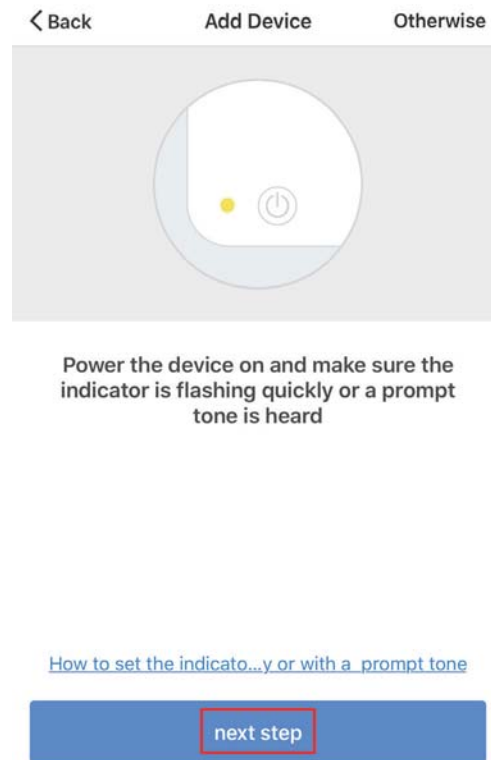 Back Add Device Otherwise
Power the device on and make sure the
indicator is flashing quickly or a prompt
tone is heard
How to set the indicato...y or with a prompt tone
next step